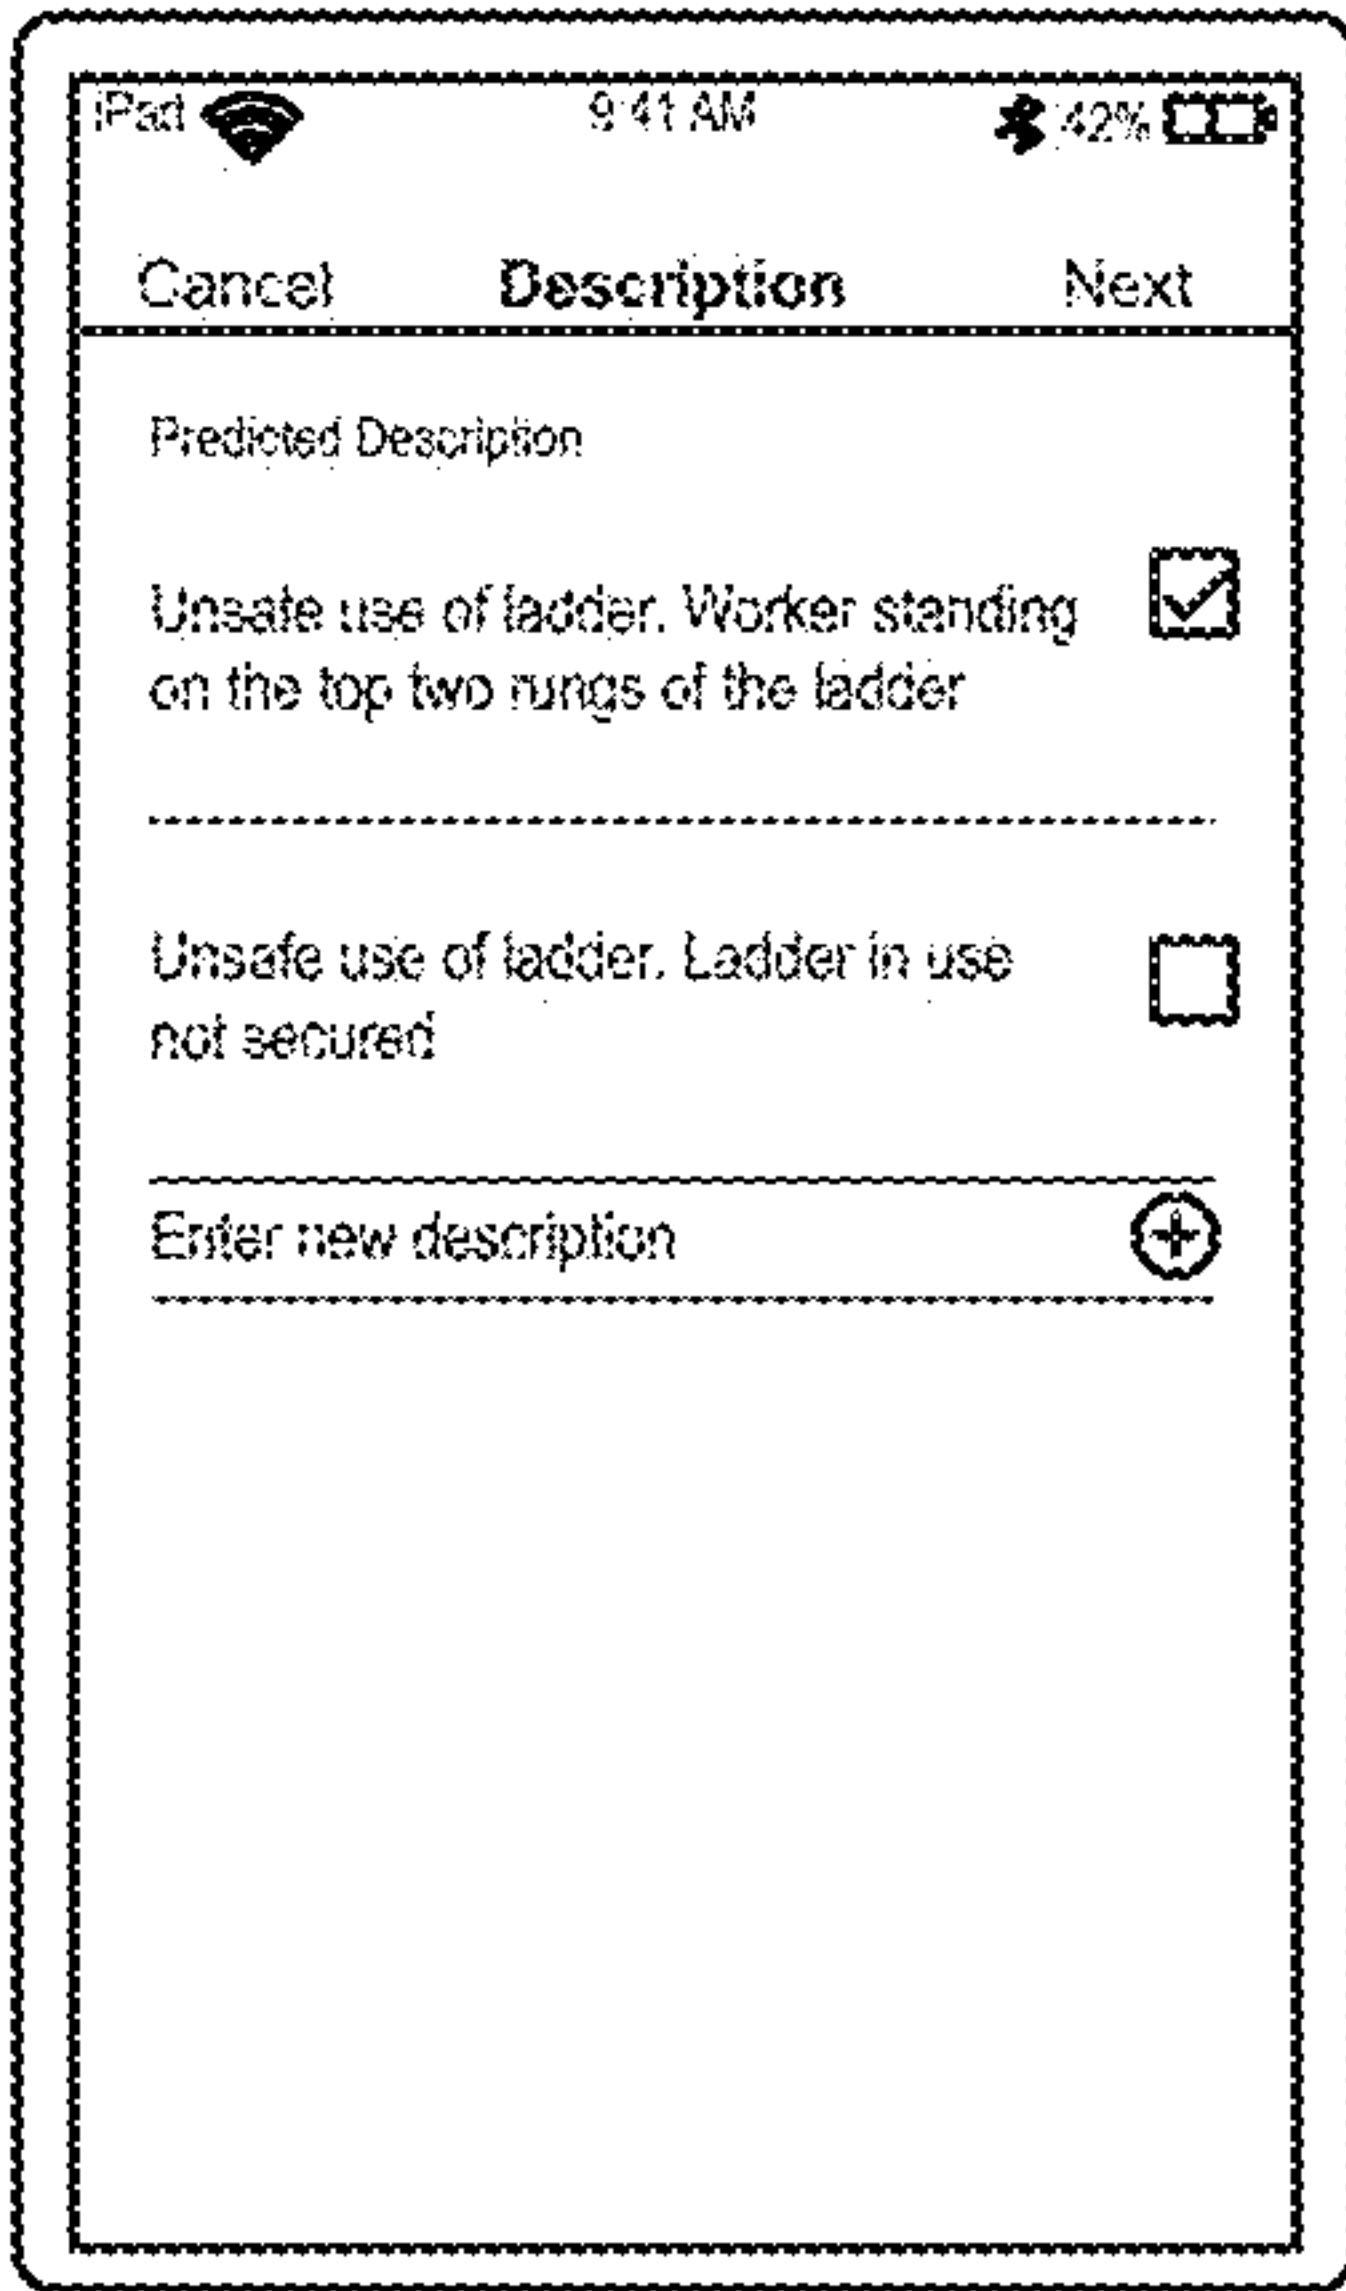 iPad 9:41 AM 42%
Cancel Description Next
Predicted Description
Unsafe use of ladder. Worker standing
on the top two rungs of the ladder
Unsafe use of ladder. Ladder in use
not secured
Enter new description